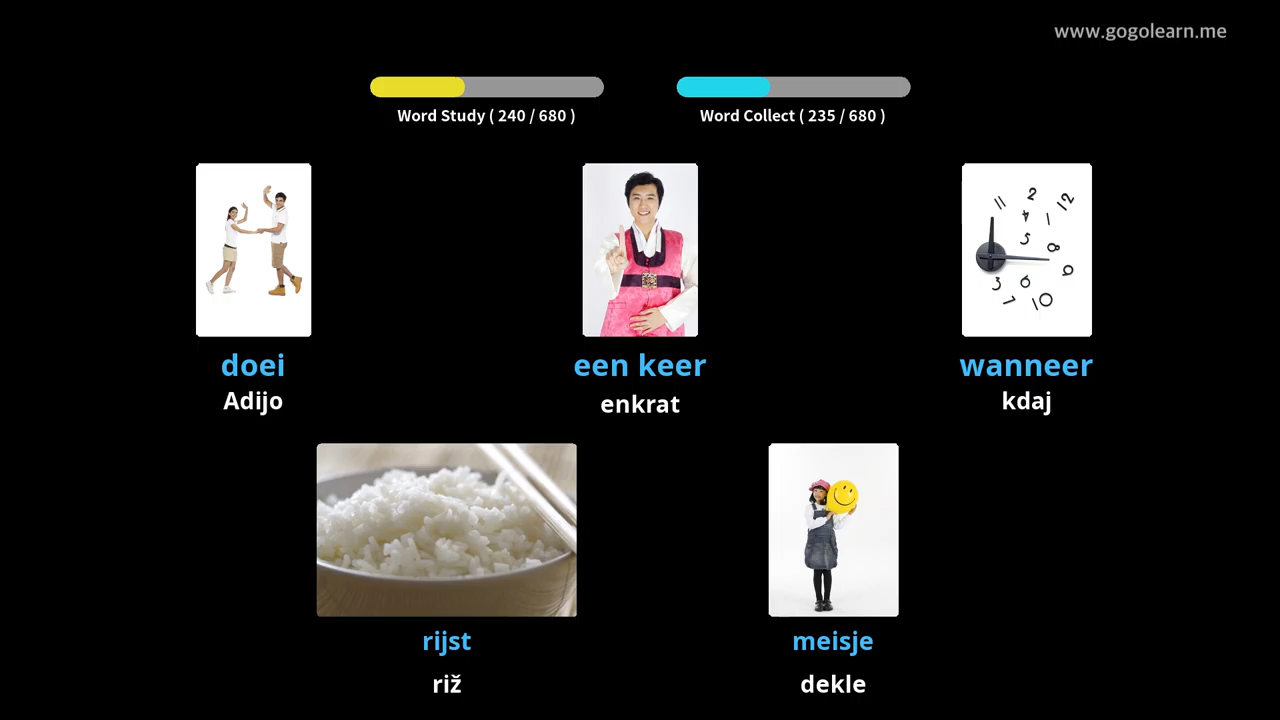 www.gogolearn.me
Word Study ( 240 / 680 )
Word Collect ( 235 / 680 )
doei
Adijo
een keer
enkrat
wanneer
kdaj
rijst
riž
meisje
dekle